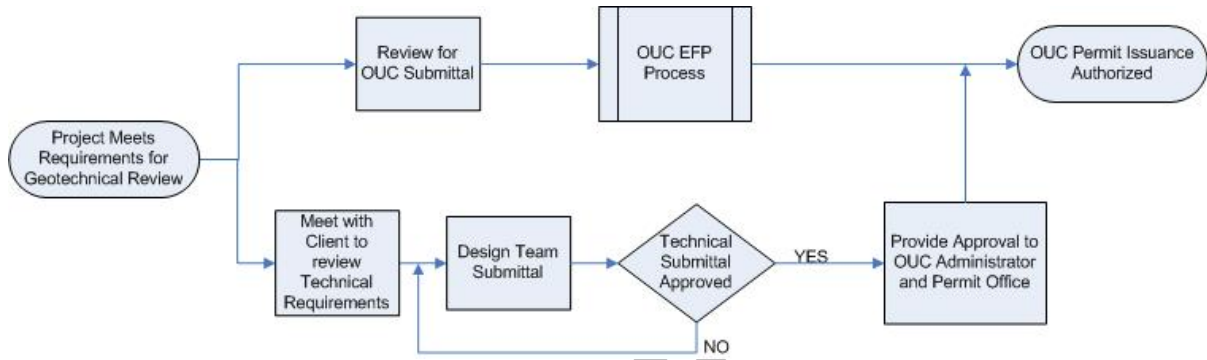 Review for
OUC Submittal
OUC EFP
Process
OUC Permit Issuance
Authorized
Project Meets
Requirements for
Geotechnical Review
Meet with
Client to
review
Technical
Requirements
Design Team
Submittal
Technical
Submittal
Approved
YES
Provide Approval to
OUC Administrator
and Permit Office
NO